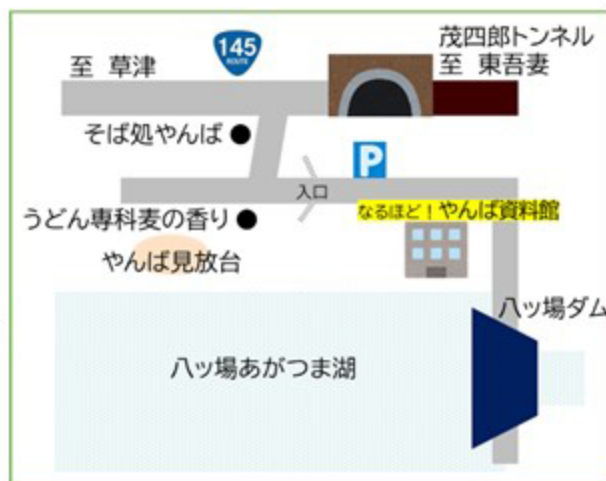 145
ROUTE
茂四郎トンネル
至 草津
至 東吾妻
そば処やんば
P
入口
なるほど！やんば資料館
うどん専科麦の香り
やんば見放台
八ッ場ダム
八ッ場あがつま湖